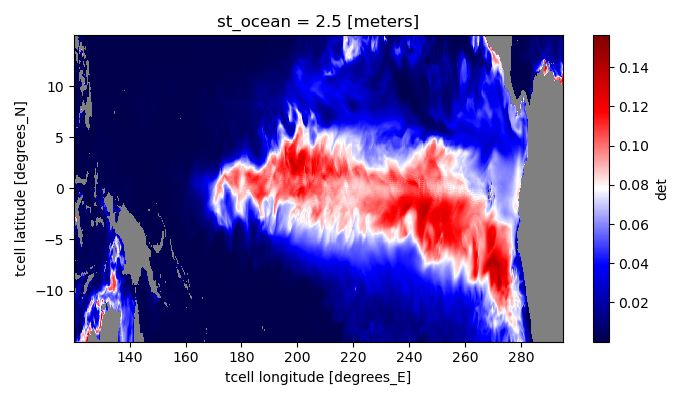 st_ocean = 2.5 [meters]
10
5
0
−5
−10
tcell latitude [degrees_N]
140 160 180 200 220 240 260 280
tcell longitude [degrees_E]
0.14
0.12
0.10
0.08
0.06
0.04
0.02
det